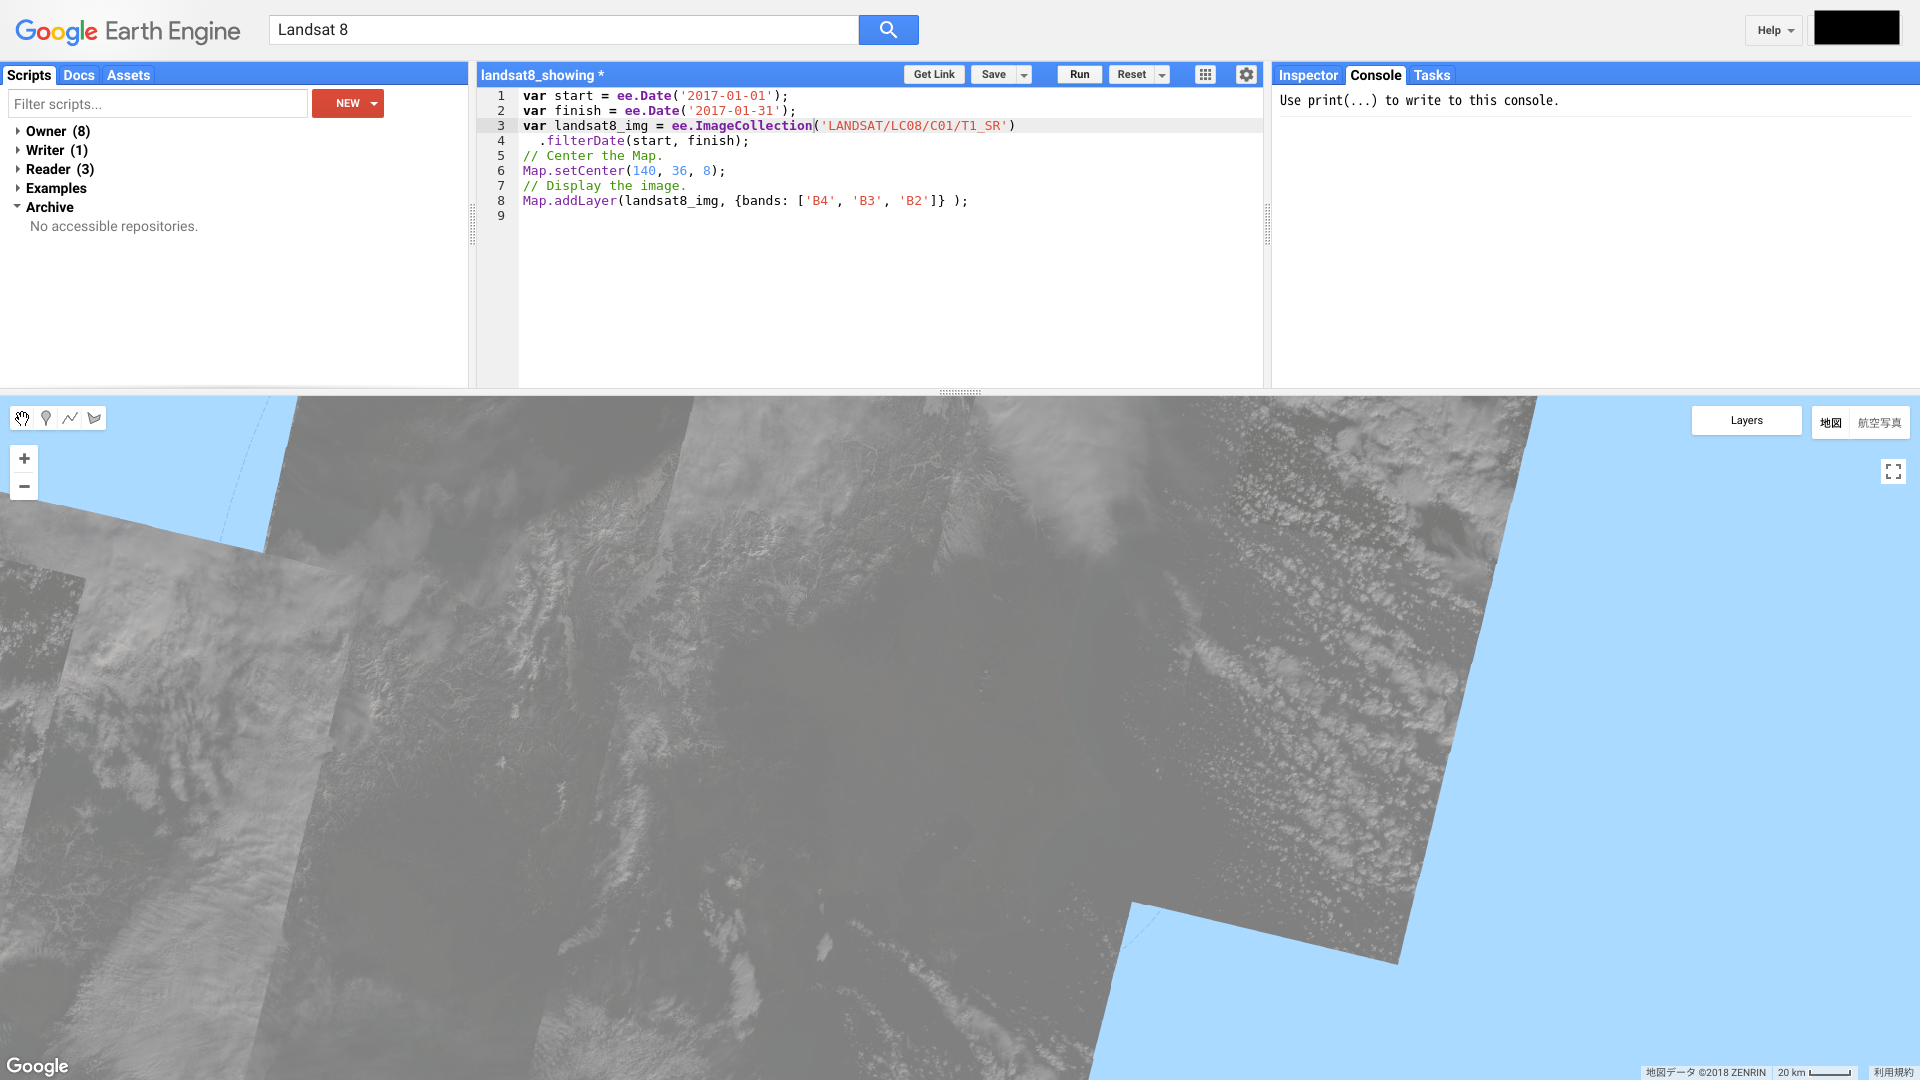 Google Earth Engine
Landsat 8
Help
Scripts Docs Assets
Filter scripts...
NEW
Owner (8)
Writer (1)
Reader (3)
Examples
Archive
No accessible repositories.
landsat8_showing *
Get Link Save Run Reset
1 var start = ee.Date('2017-01-01');
2 var finish = ee.Date('2017-01-31');
3 var landsat8_img = ee.ImageCollection('LANDSAT/LC08/C01/T1_SR')
4 .filterDate(start, finish);
5 // Center the Map.
6 Map.setCenter(140, 36, 8);
7 // Display the image.
8 Map.addLayer(landsat8_img, {bands: ['B4', 'B3', 'B2']} );
9
Inspector Console Tasks
Use print(...) to write to this console.
Layers
地図 航空写真
Google
地図データ ©2018 ZENRIN 20 km 利用規約